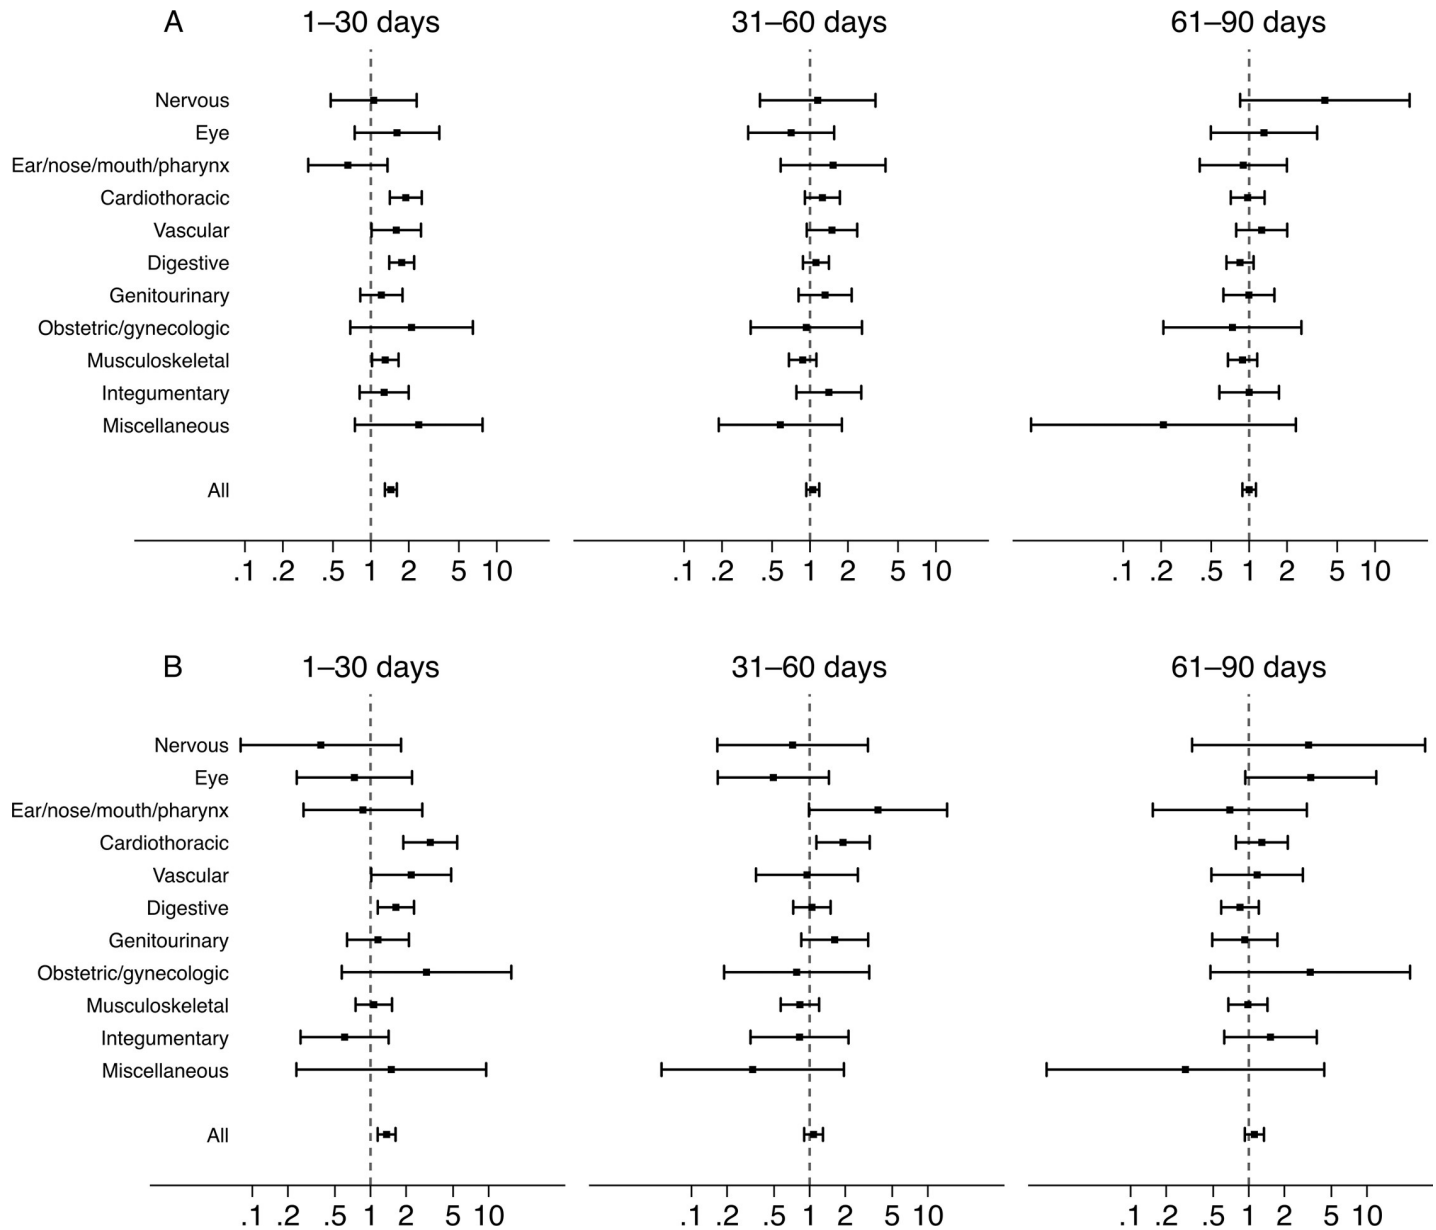 A 1–30 days 31–60 days 61–90 days
Nervous
Eye
Ear/nose/mouth/pharynx
Cardiothoracic
Vascular
Digestive
Genitourinary
Obstetric/gynecologic
Musculoskeletal
Integumentary
Miscellaneous
All
.1 .2 .5 1 2 5 10 .1 .2 .5 1 2 5 10 .1 .2 .5 1 2 5 10
B 1–30 days 31–60 days 61–90 days
Nervous
Eye
Ear/nose/mouth/pharynx
Cardiothoracic
Vascular
Digestive
Genitourinary
Obstetric/gynecologic
Musculoskeletal
Integumentary
Miscellaneous
All
.1 .2 .5 1 2 5 10 .1 .2 .5 1 2 5 10 .1 .2 .5 1 2 5 10